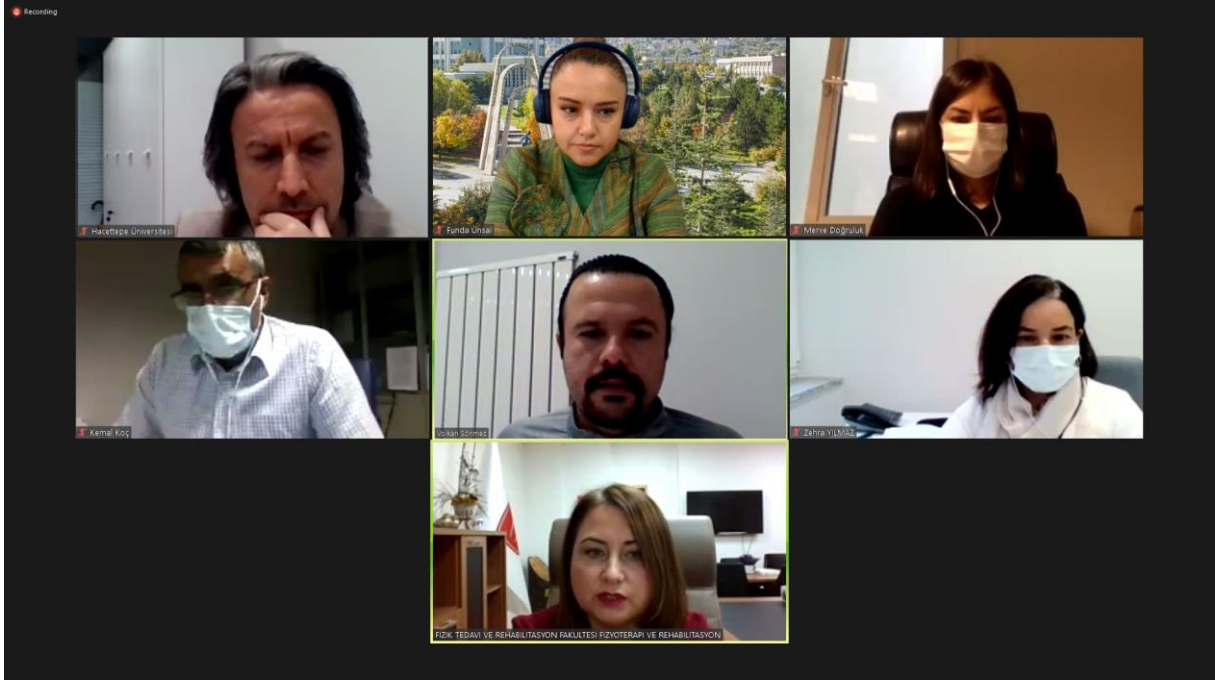 Recording
Hacettepe Üniversitesi
Funda Ünsal
Merve Doğruluk
Kemal Koç
Volkan Sörmez
Zehra YILMAZ
FIZIK TEDAVI VE REHABILITASYON FAKULTESI FIZYOTERAPI VE REHABILITASYON